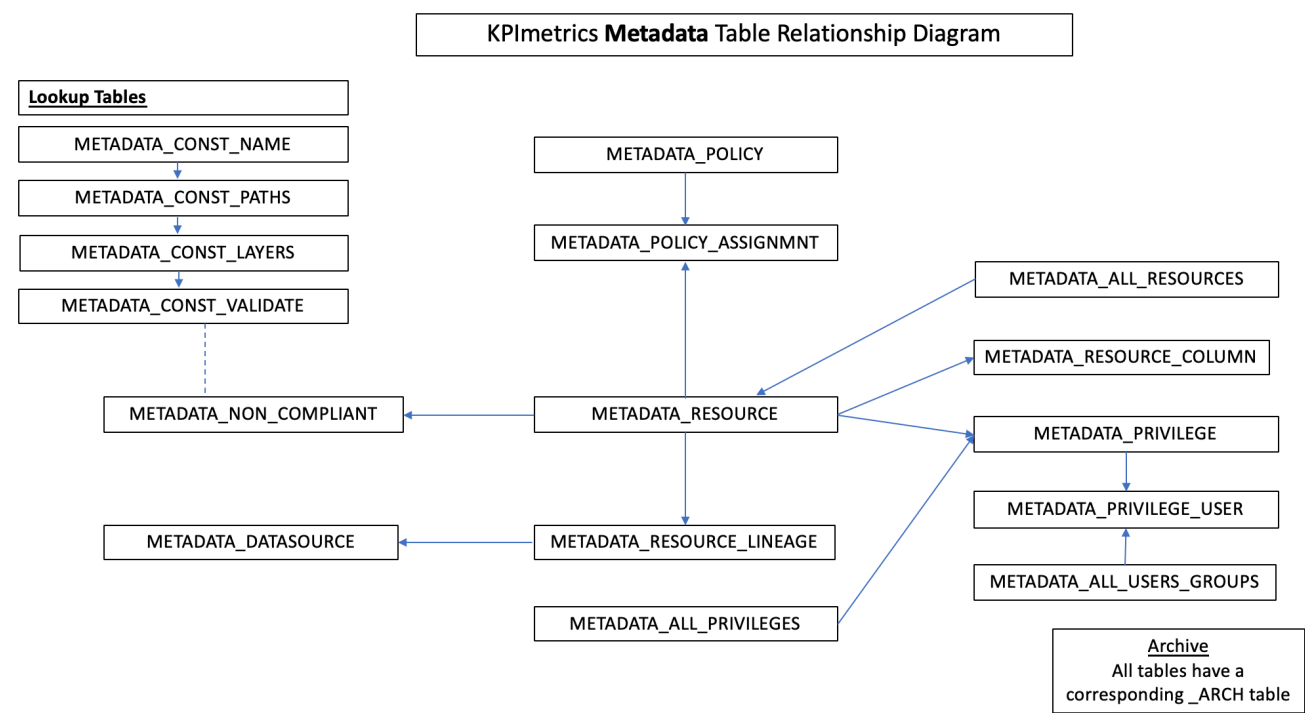 KPImetrics Metadata Table Relationship Diagram
Lookup Tables
METADATA_CONST_NAME
METADATA_CONST_PATHS
METADATA_CONST_LAYERS
METADATA_CONST_VALIDATE
METADATA_POLICY
METADATA_POLICY_ASSIGNMNT
METADATA_ALL_RESOURCES
METADATA_RESOURCE_COLUMN
METADATA_NON_COMPLIANT
METADATA_RESOURCE
METADATA_PRIVILEGE
METADATA_PRIVILEGE_USER
METADATA_DATASOURCE
METADATA_RESOURCE_LINEAGE
METADATA_ALL_USERS_GROUPS
METADATA_ALL_PRIVILEGES
Archive
All tables have a
corresponding _ARCH table